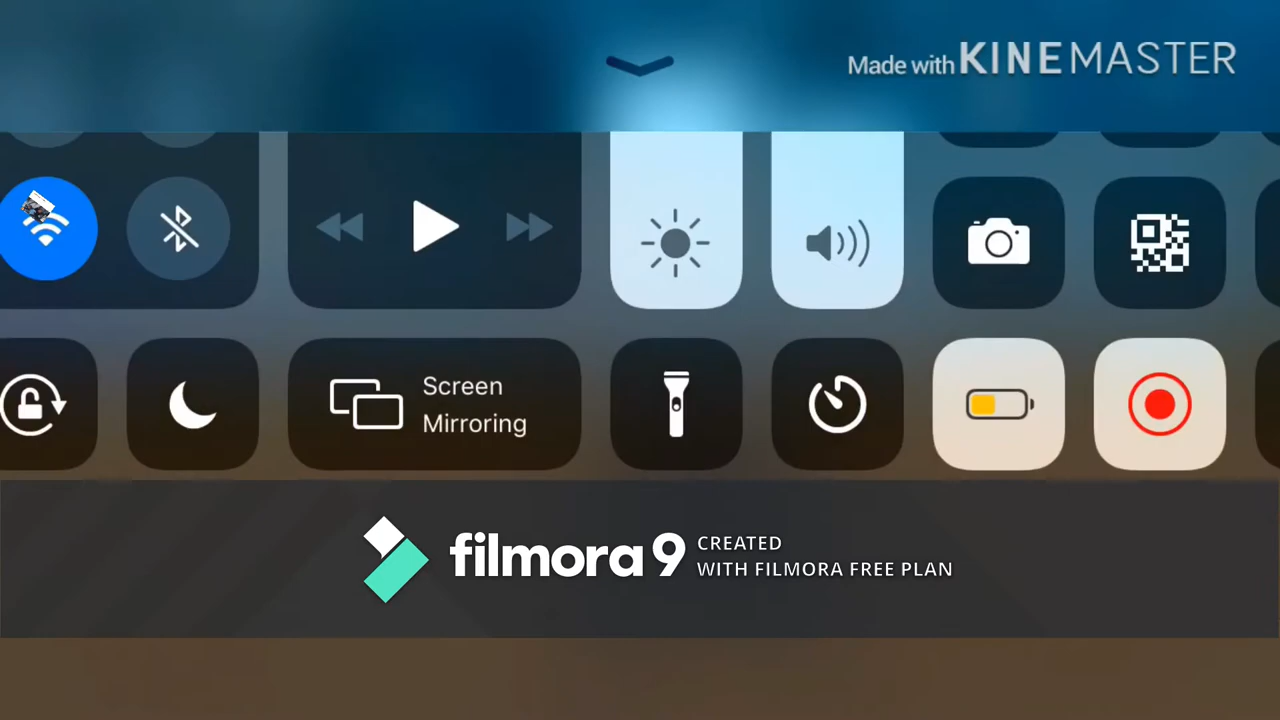 Made with KINEMASTER
Screen
Mirroring
filmora 9
CREATED
WITH FILMORA FREE PLAN